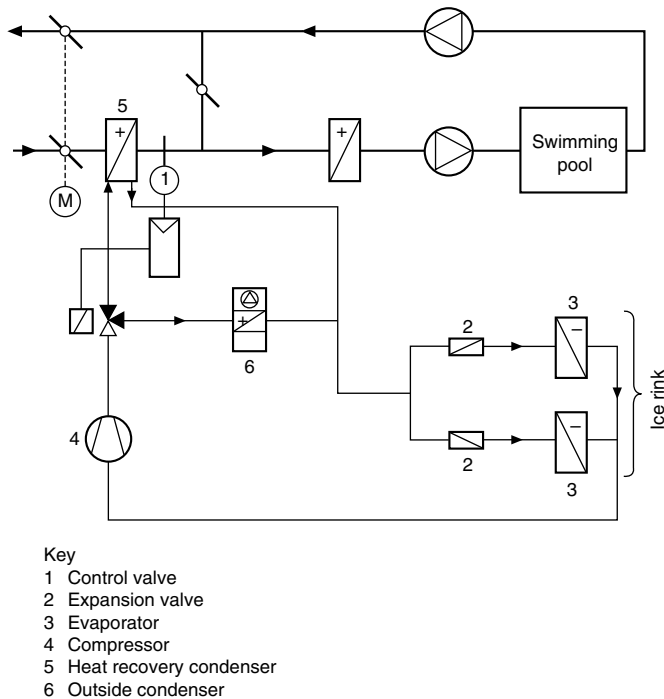 5
+
+
Swimming
pool
M
1
+
6
2
3
−
Ice rink
4
2
−
3
Key
1 Control valve
2 Expansion valve
3 Evaporator
4 Compressor
5 Heat recovery condenser
6 Outside condenser